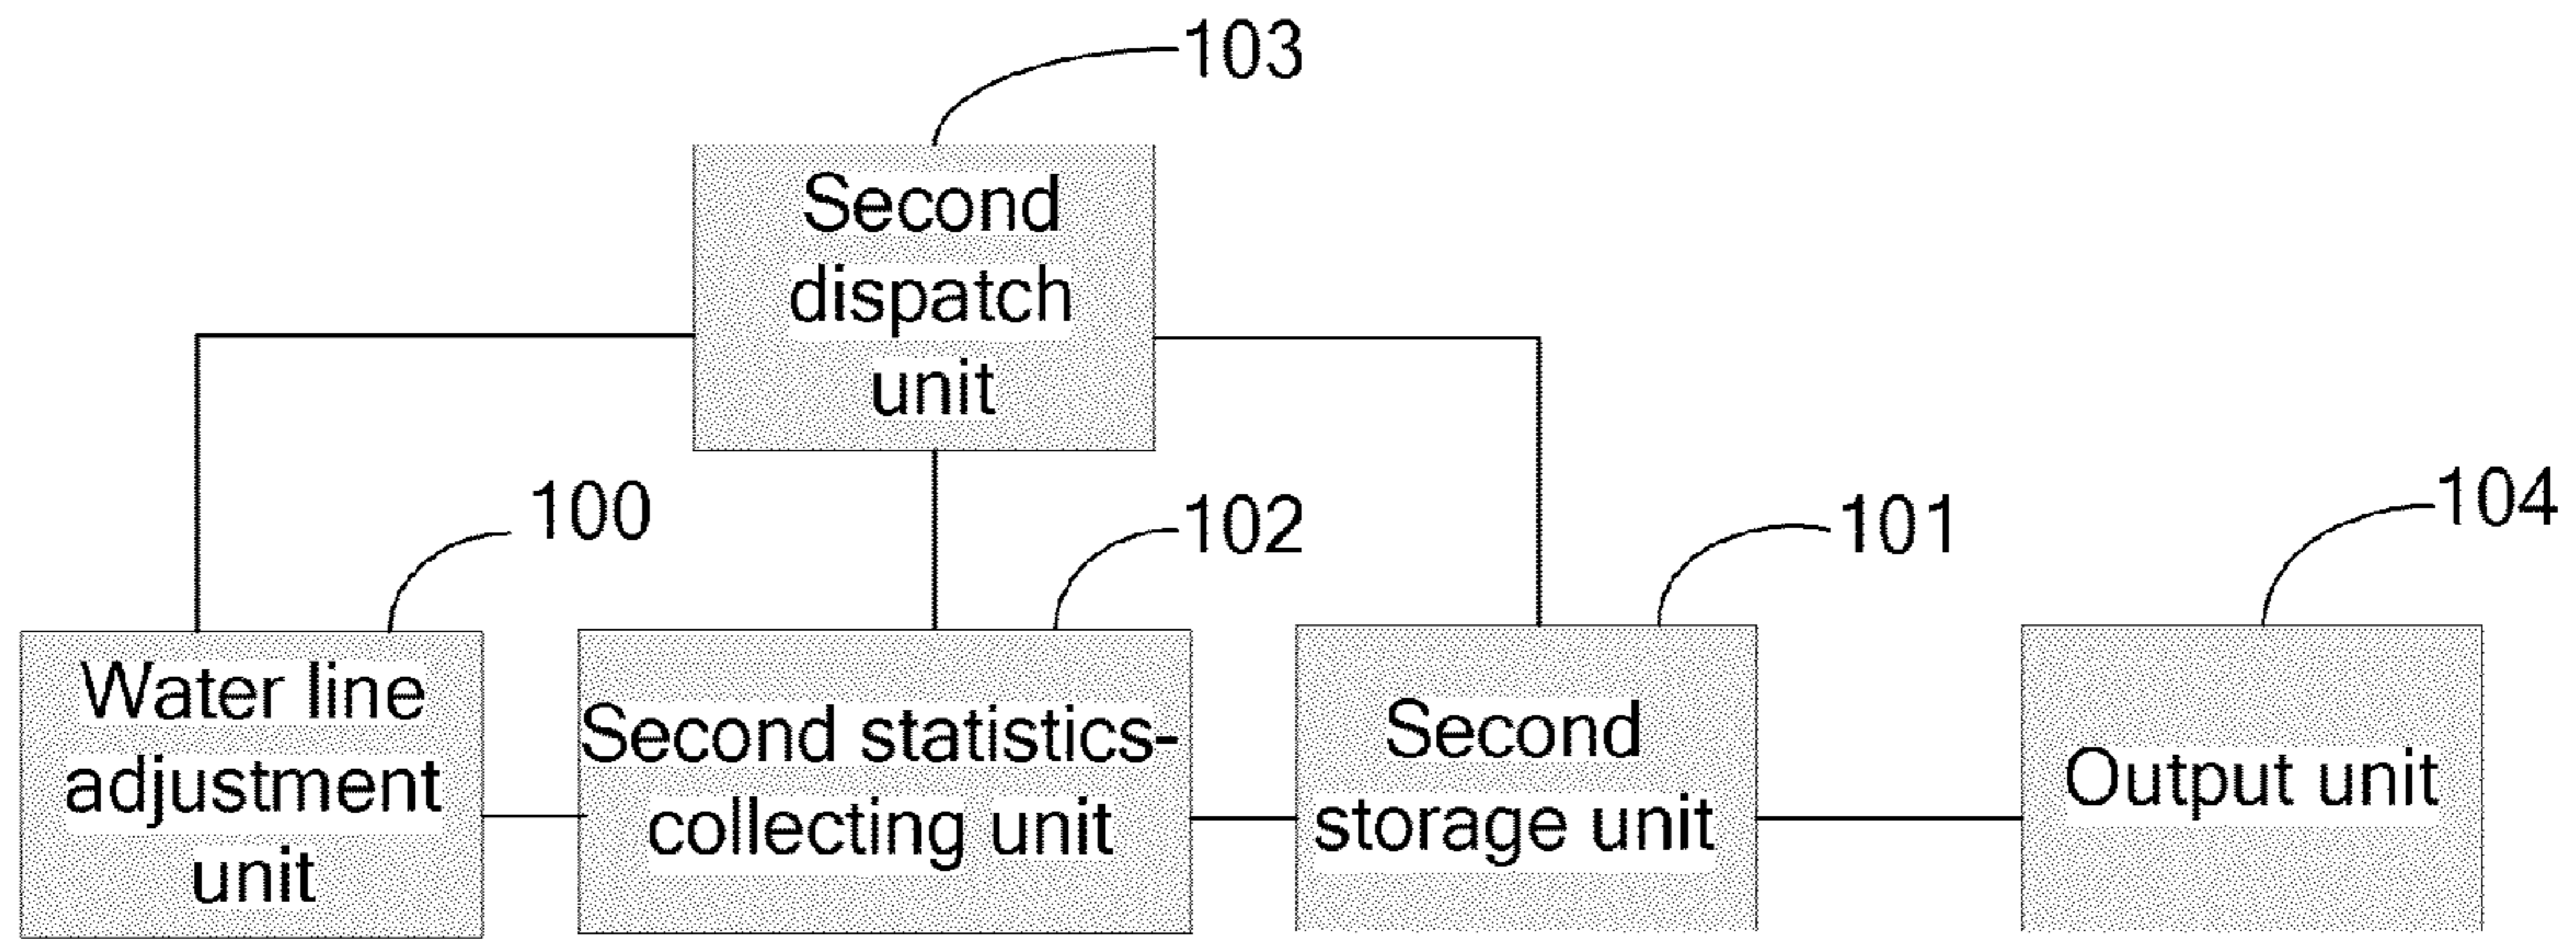 103
Second
dispatch
unit
100
102
101
104
Water line
adjustment
unit
Second statistics-
collecting unit
Second
storage unit
Output unit